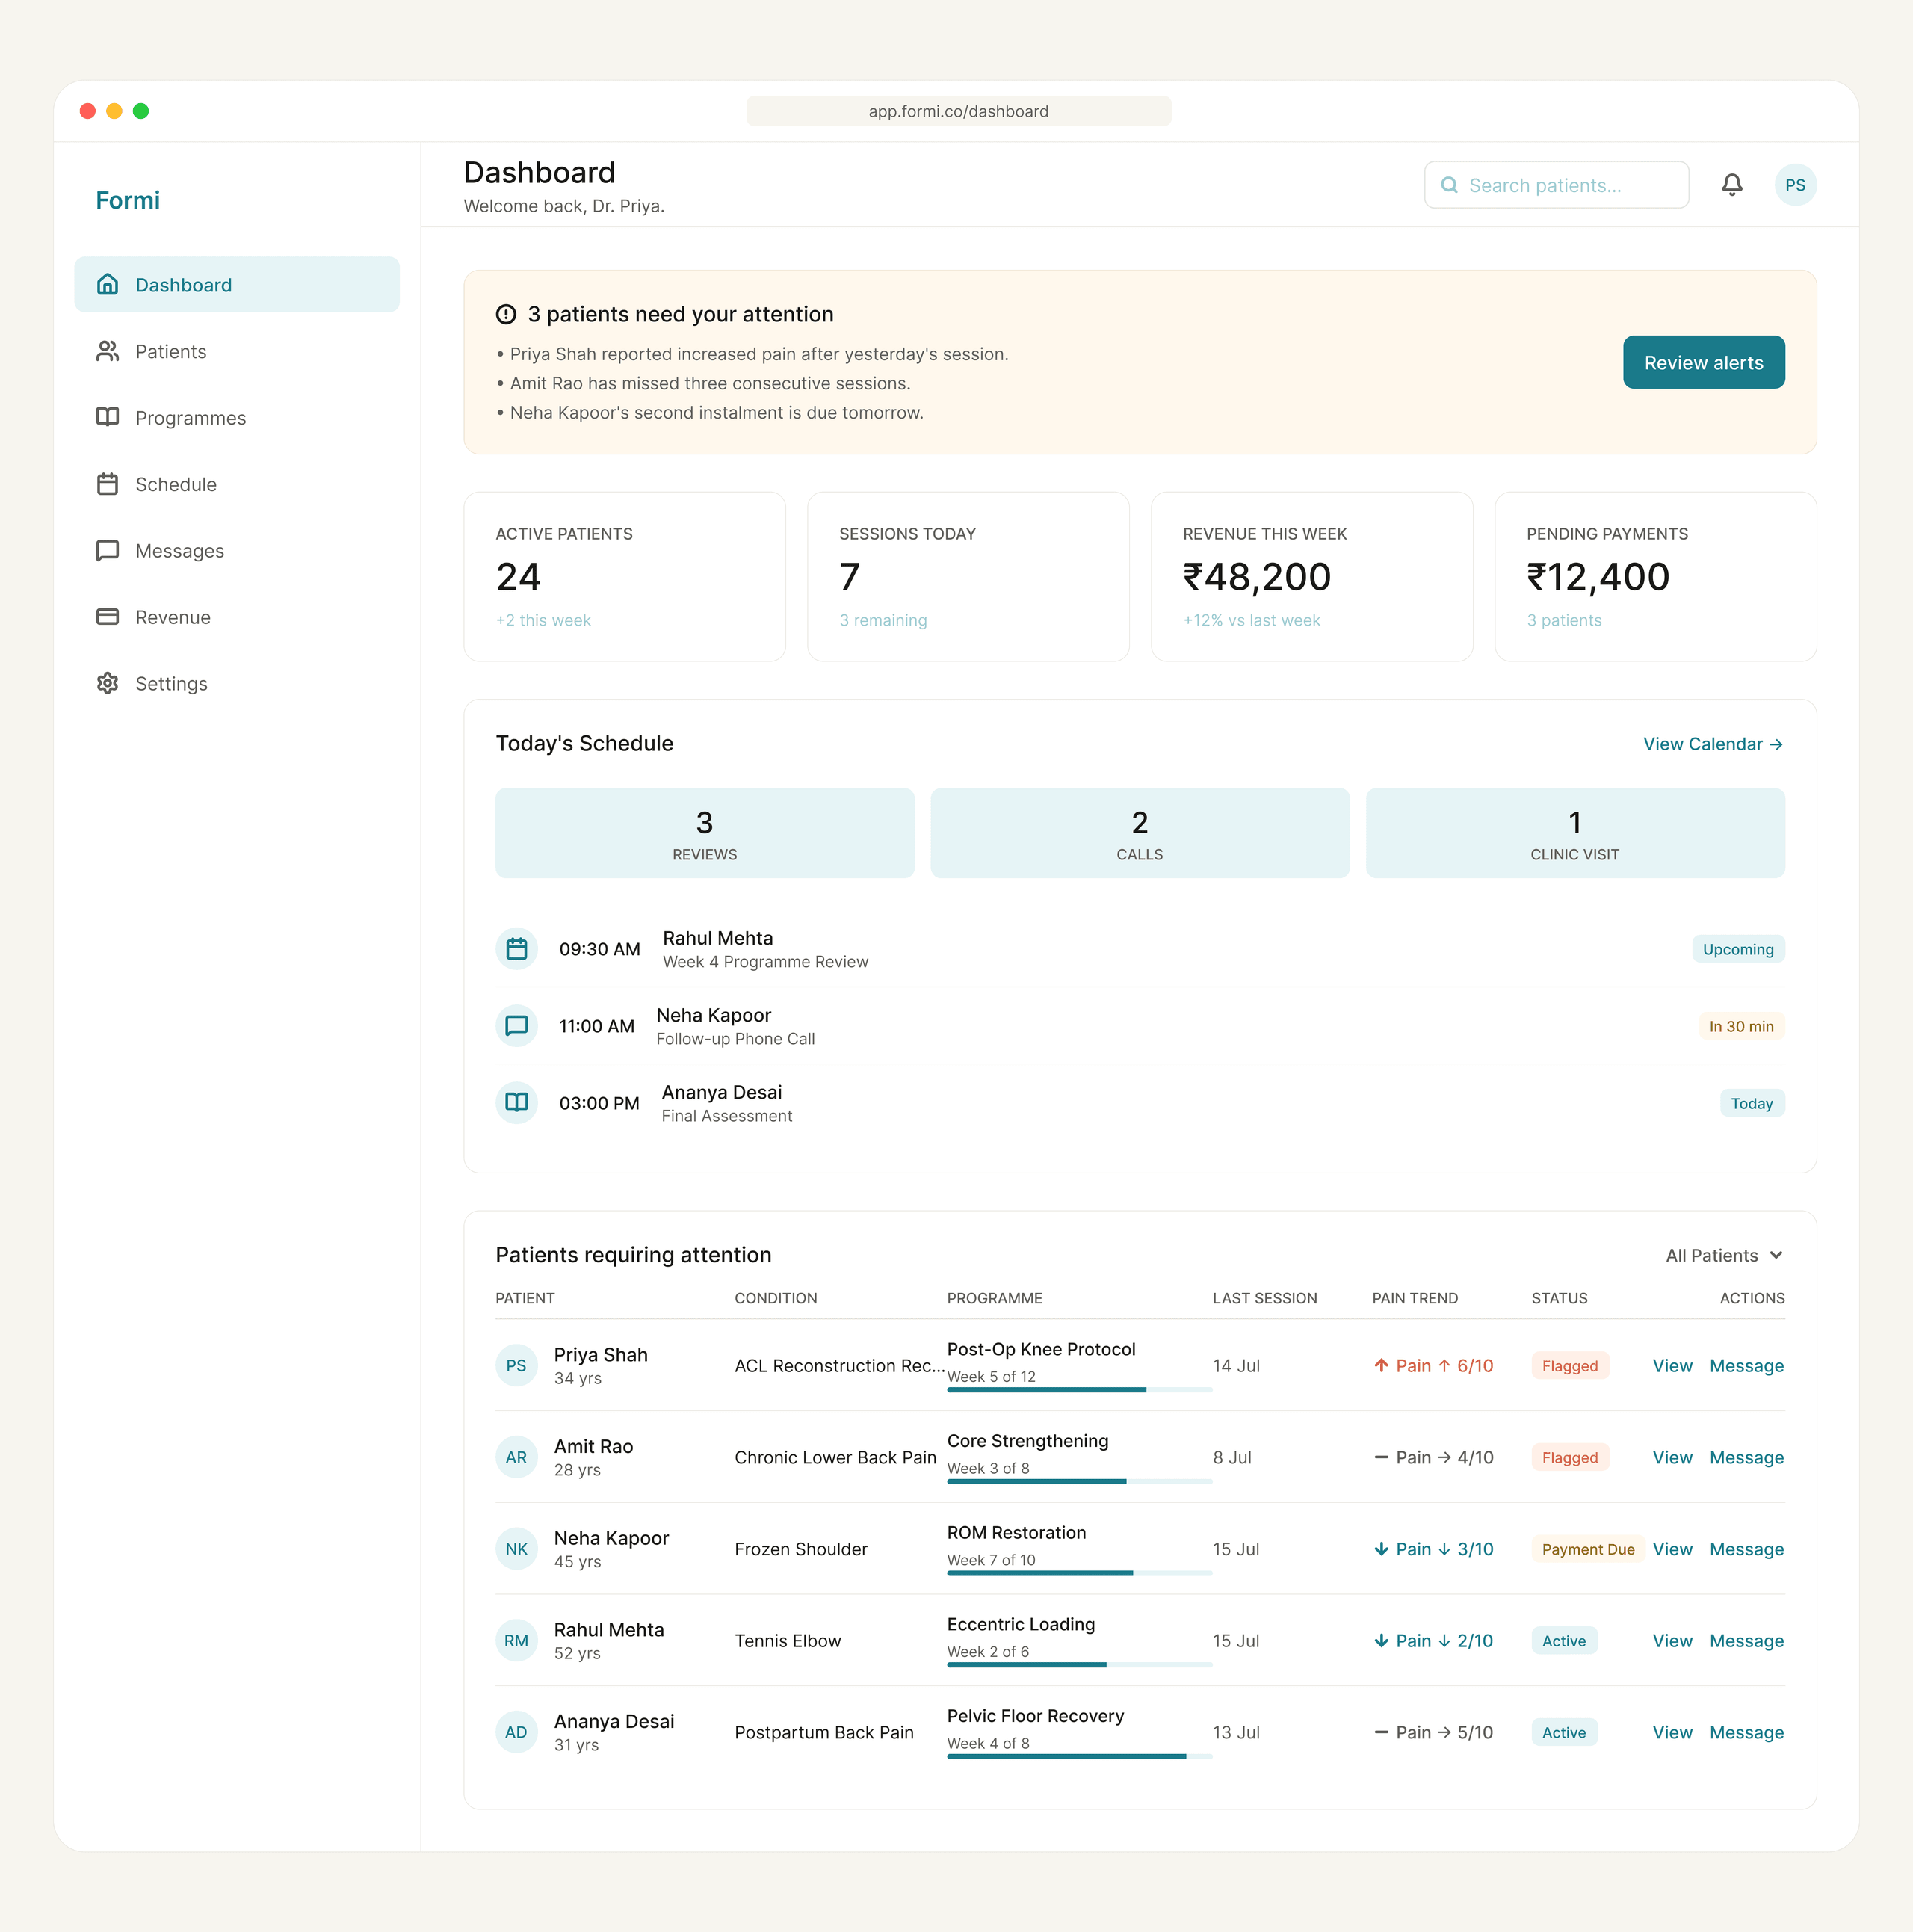 app.formi.co/dashboard
Formi
Dashboard
Patients
Programmes
Schedule
Messages
Revenue
Settings
Dashboard
Welcome back, Dr. Priya.
Search patients...
PS
3 patients need your attention
• Priya Shah reported increased pain after yesterday's session.
• Amit Rao has missed three consecutive sessions.
• Neha Kapoor's second instalment is due tomorrow.
Review alerts
ACTIVE PATIENTS
24
+2 this week
SESSIONS TODAY
7
3 remaining
REVENUE THIS WEEK
₹48,200
+12% vs last week
PENDING PAYMENTS
₹12,400
3 patients
Today's Schedule
View Calendar →
3
REVIEWS
2
CALLS
1
CLINIC VISIT
09:30 AM
Rahul Mehta
Week 4 Programme Review
Upcoming
11:00 AM
Neha Kapoor
Follow-up Phone Call
In 30 min
03:00 PM
Ananya Desai
Final Assessment
Today
Patients requiring attention
All Patients
PATIENT CONDITION PROGRAMME LAST SESSION PAIN TREND STATUS ACTIONS
PS
Priya Shah
34 yrs
ACL Reconstruction Rec...
Post-Op Knee Protocol
Week 5 of 12
14 Jul
Pain ↑ 6/10
Flagged
View Message
AR
Amit Rao
28 yrs
Chronic Lower Back Pain
Core Strengthening
Week 3 of 8
8 Jul
Pain → 4/10
Flagged
View Message
NK
Neha Kapoor
45 yrs
Frozen Shoulder
ROM Restoration
Week 7 of 10
15 Jul
Pain ↓ 3/10
Payment Due
View Message
RM
Rahul Mehta
52 yrs
Tennis Elbow
Eccentric Loading
Week 2 of 6
15 Jul
Pain ↓ 2/10
Active
View Message
AD
Ananya Desai
31 yrs
Postpartum Back Pain
Pelvic Floor Recovery
Week 4 of 8
13 Jul
Pain → 5/10
Active
View Message